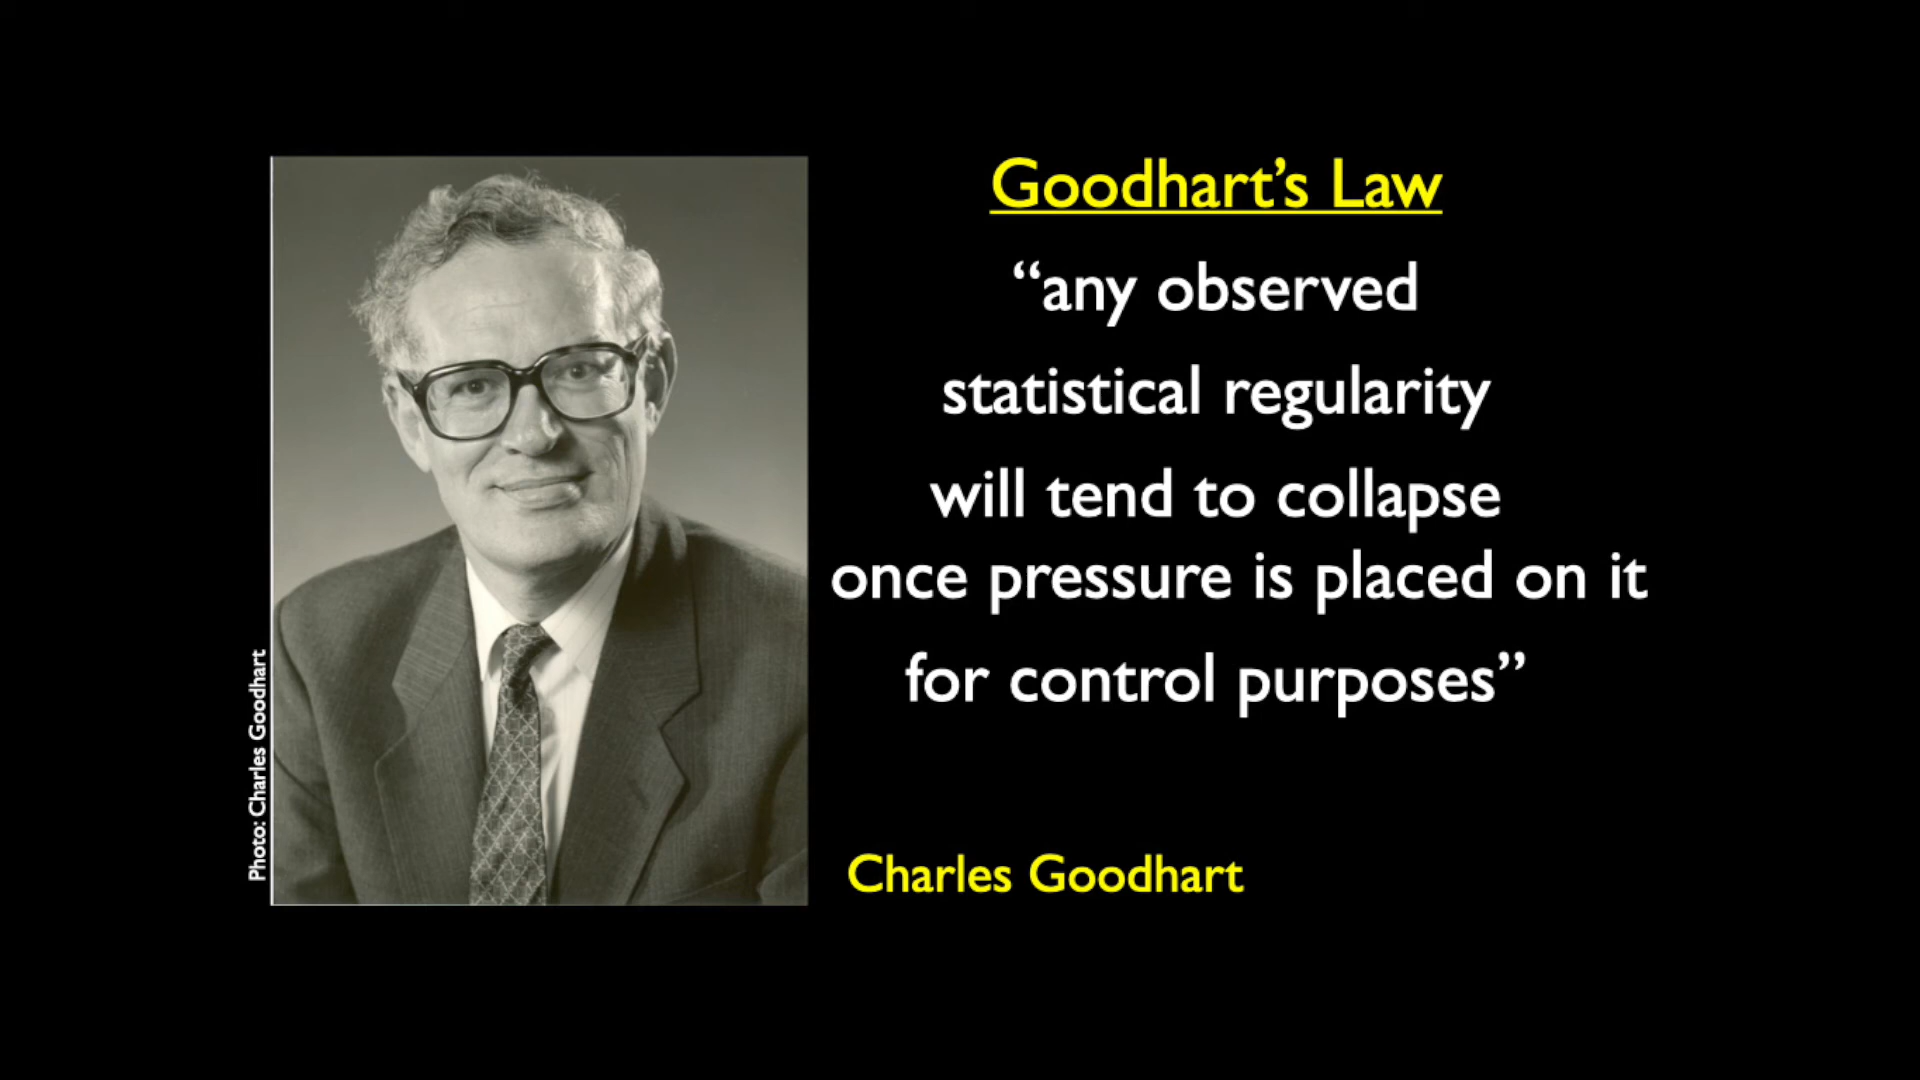 Goodhart’s Law
“any observed
statistical regularity
will tend to collapse
once pressure is placed on it
for control purposes”
Charles Goodhart
Photo: Charles Goodhart